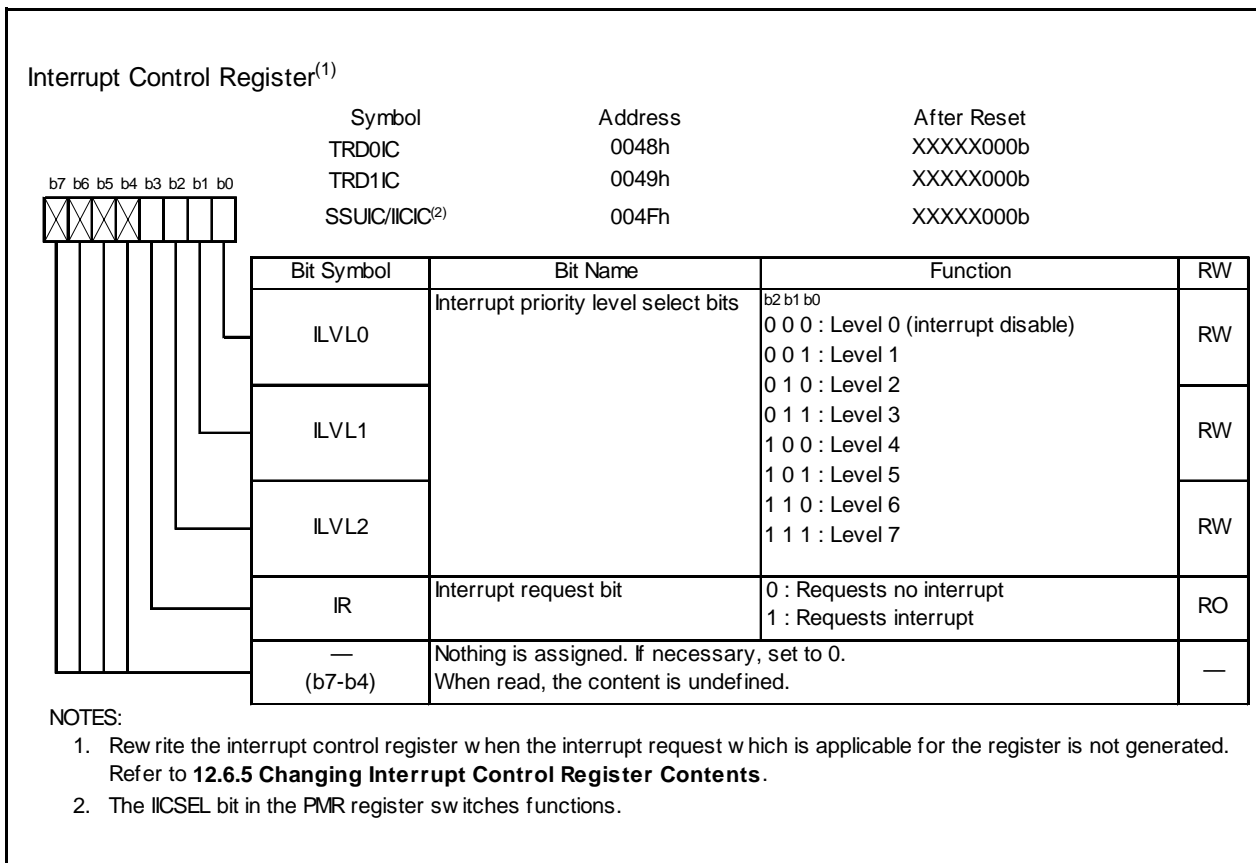 Interrupt Control Register(1)
Symbol Address After Reset
TRD0IC 0048h XXXXX000b
TRD1IC 0049h XXXXX000b
SSUIC/IICIC(2) 004Fh XXXXX000b
b7 b6 b5 b4 b3 b2 b1 b0
Bit Symbol Bit Name Function RW
ILVL0 Interrupt priority level select bits b2 b1 b0 RW
0 0 0 : Level 0 (interrupt disable)
0 0 1 : Level 1
0 1 0 : Level 2
ILVL1 0 1 1 : Level 3 RW
1 0 0 : Level 4
1 0 1 : Level 5
ILVL2 1 1 0 : Level 6 RW
1 1 1 : Level 7
IR Interrupt request bit 0 : Requests no interrupt RO
1 : Requests interrupt
— Nothing is assigned. If necessary, set to 0. —
(b7-b4) When read, the content is undefined.
NOTES:
1. Rewrite the interrupt control register when the interrupt request which is applicable for the register is not generated.
Refer to 12.6.5 Changing Interrupt Control Register Contents.
2. The IICSEL bit in the PMR register switches functions.